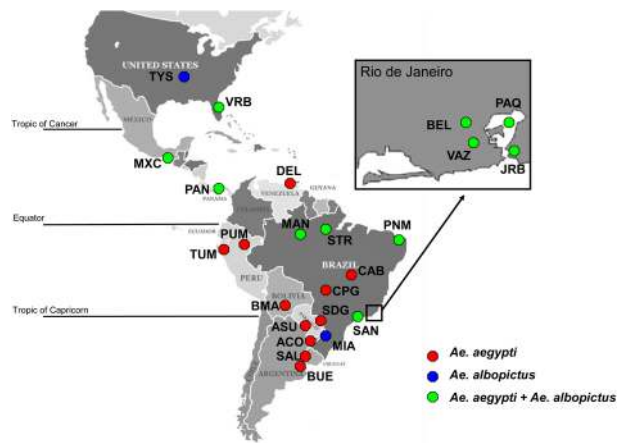 UNITED STATES
TYS
VRB
Tropic of Cancer
MEXICO
MXC
DEL
PAN
PANAMA
VENEZUELA
GUYANA
COLOMBIA
Equator
ECUADOR
MAN
STR
PNM
PUM
TUM
PERU
BRAZIL
CAB
CPG
BOLIVIA
BMA
SDG
Tropic of Capricorn
ASU
SAN
ACO
MIA
SAL
URUGUAY
ARGENTINA
BUE
Rio de Janeiro
PAQ
BEL
VAZ
JRB
Ae. aegypti
Ae. albopictus
Ae. aegypti + Ae. albopictus